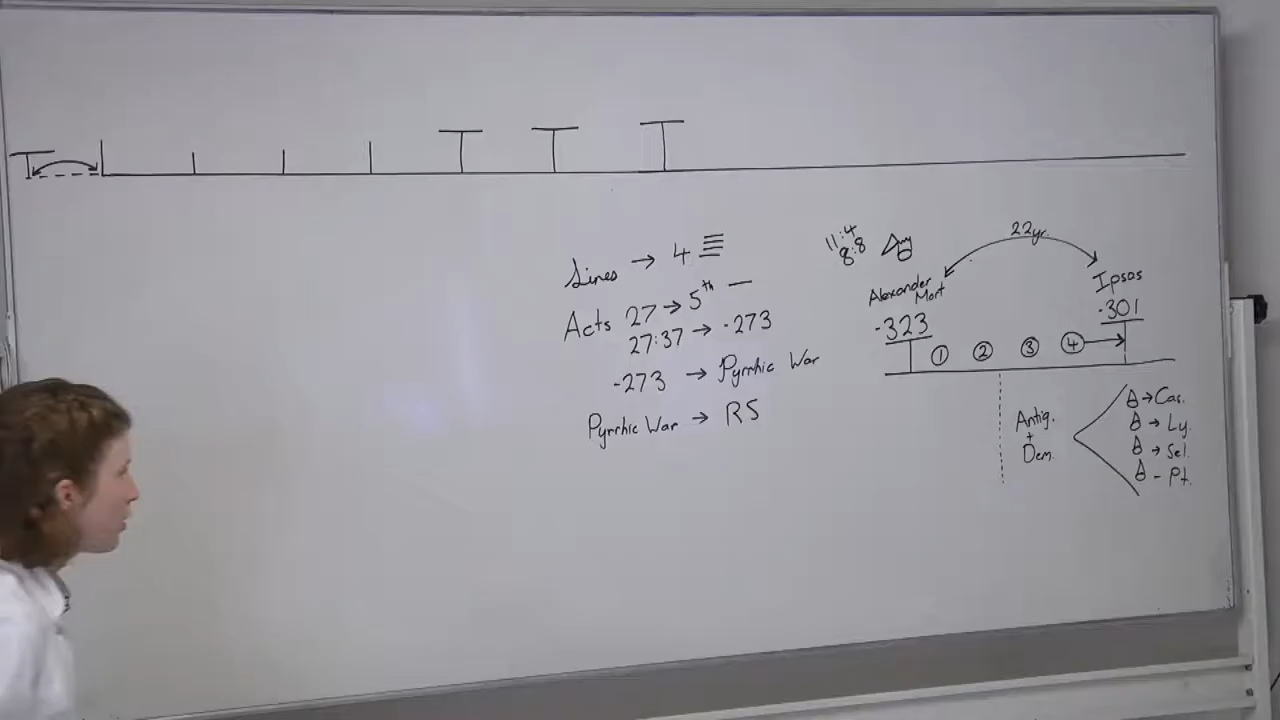 Lines → 4
Acts 27 → 5th —
27:37 → -273
-273 → Pyrrhic War
Pyrrhic War → RS
11:4
8:8
22yr.
Alexander
Mort
-323
Ipsos
-301
① ② ③ ④ →
Antig.
+
Dem.
→ Cas.
→ Ly.
→ Sel.
- Pt.